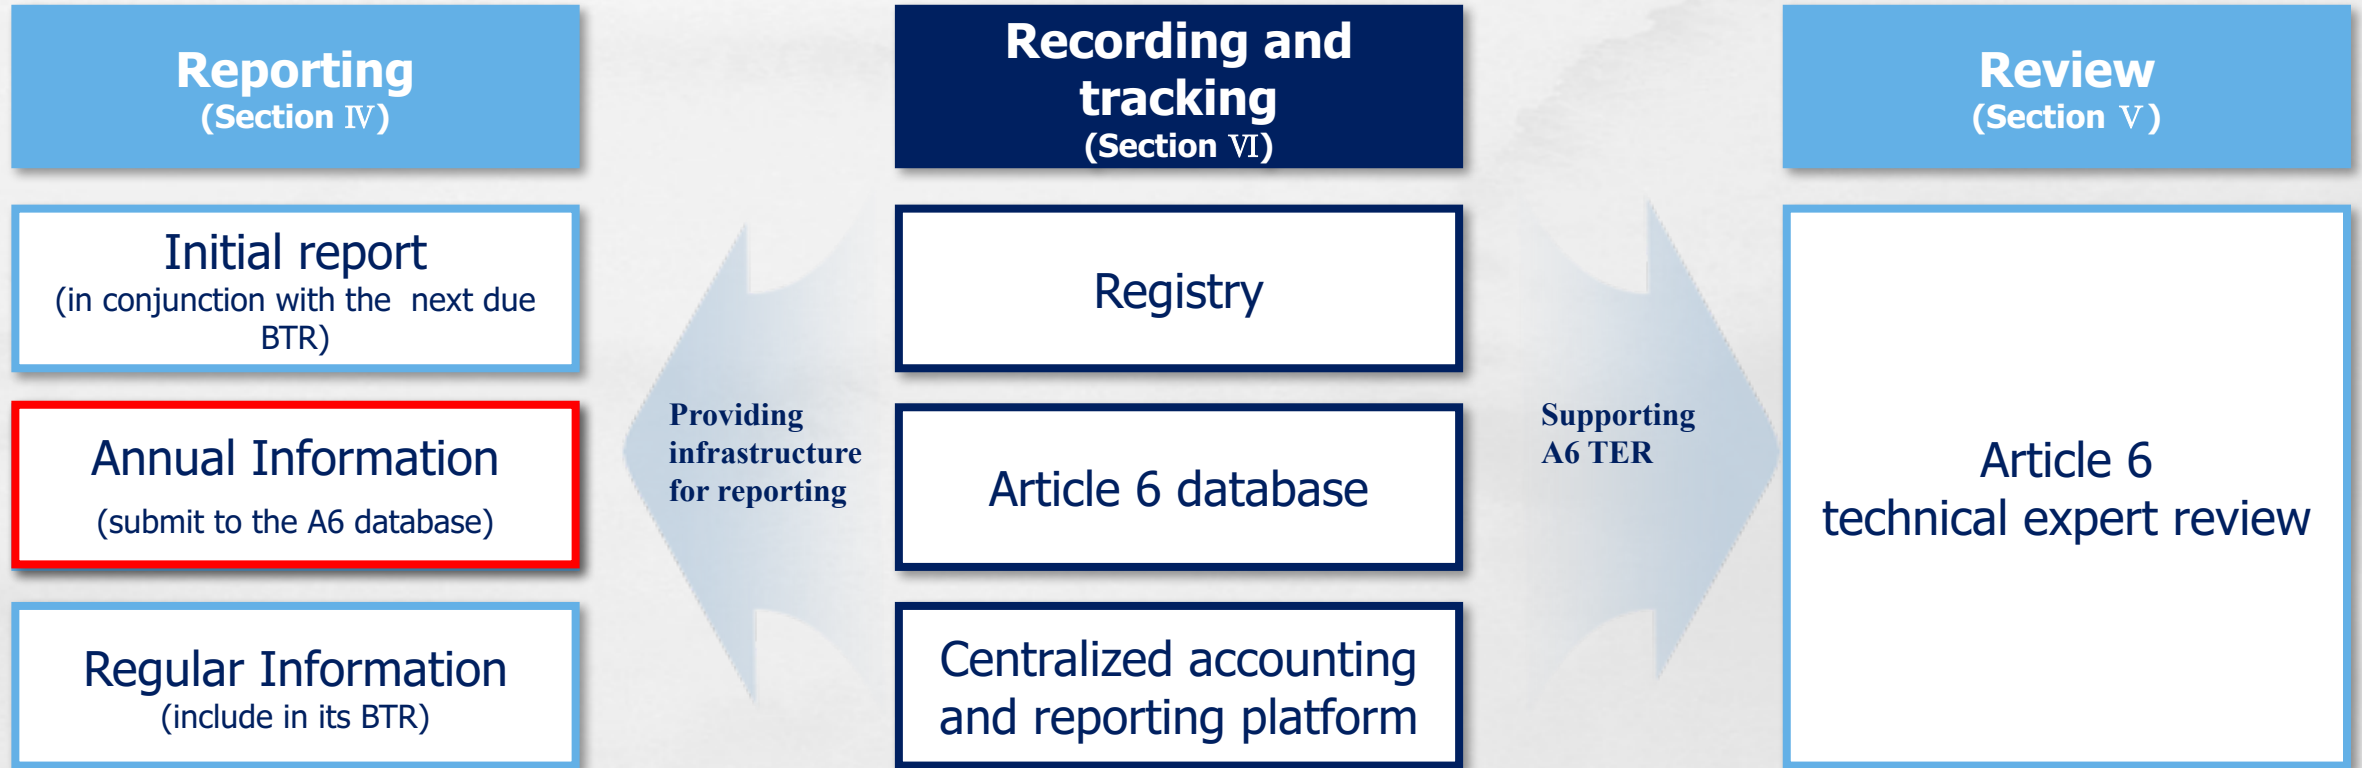 Reporting
(Section Ⅳ)
Initial report
(in conjunction with the next due
BTR)
Annual Information
(submit to the A6 database)
Regular Information
(include in its BTR)
Providing
infrastructure
for reporting
Recording and
tracking
(Section Ⅵ)
Registry
Article 6 database
Centralized accounting
and reporting platform
Supporting
A6 TER
Review
(Section Ⅴ)
Article 6
technical expert review